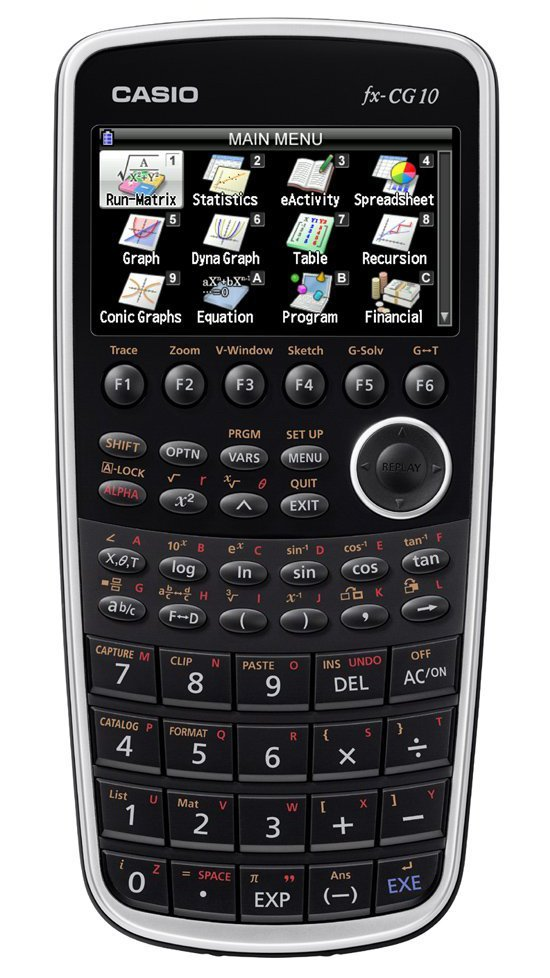 CASIO fx-CG10
MAIN MENU
1 2 3 4
Run-Matrix Statistics eActivity Spreadsheet
5 6 7 8
Graph Dyna Graph Table Recursion
9 A B C
Conic Graphs Equation Program Financial
Trace Zoom V-Window Sketch G-Solv G↔T
F1 F2 F3 F4 F5 F6
PRGM SET UP
SHIFT OPTN VARS MENU
REPLAY
A-LOCK √ r x√ θ QUIT
ALPHA x² ^ EXIT
∠ A 10ˣ B eˣ C sin⁻¹ D cos⁻¹ E tan⁻¹ F
X,θ,T log ln sin cos tan
G H ³√ I x⁻¹ J K L
a b/c F↔D ( ) , →
CAPTURE M CLIP N PASTE O INS UNDO OFF
7 8 9 DEL AC/ON
CATALOG P FORMAT Q R { S } T
4 5 6 × ÷
List U Mat V W [ X ] Y
1 2 3 + −
i Z = SPACE π " Ans ↵
0 . EXP (−) EXE